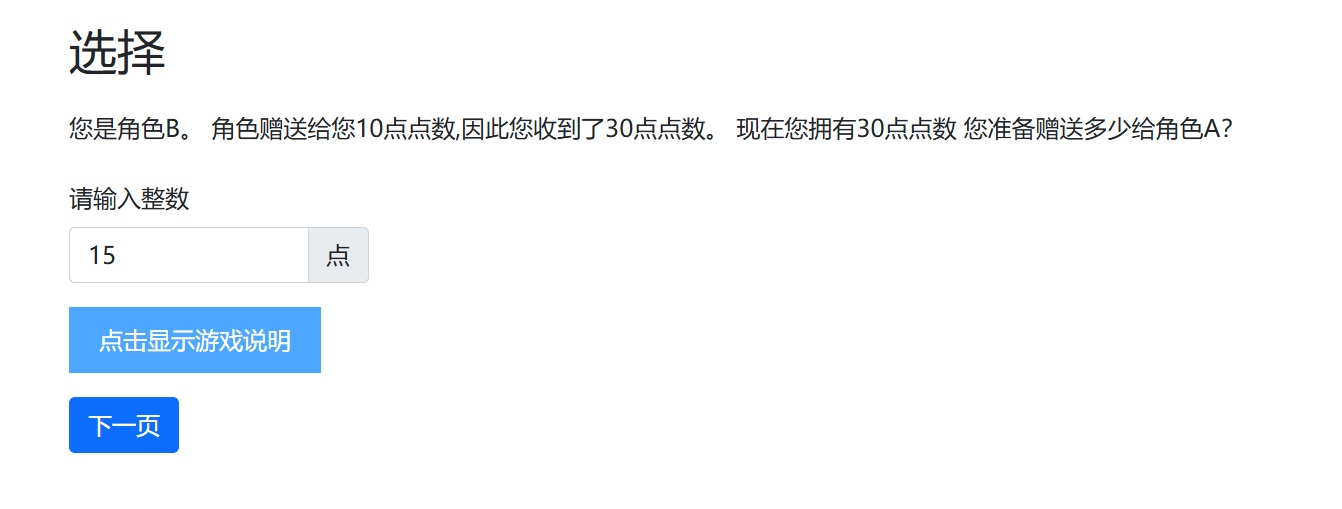 选择
您是角色B。 角色赠送给您10点点数,因此您收到了30点点数。 现在您拥有30点点数 您准备赠送多少给角色A?
请输入整数
15 点
点击显示游戏说明
下一页